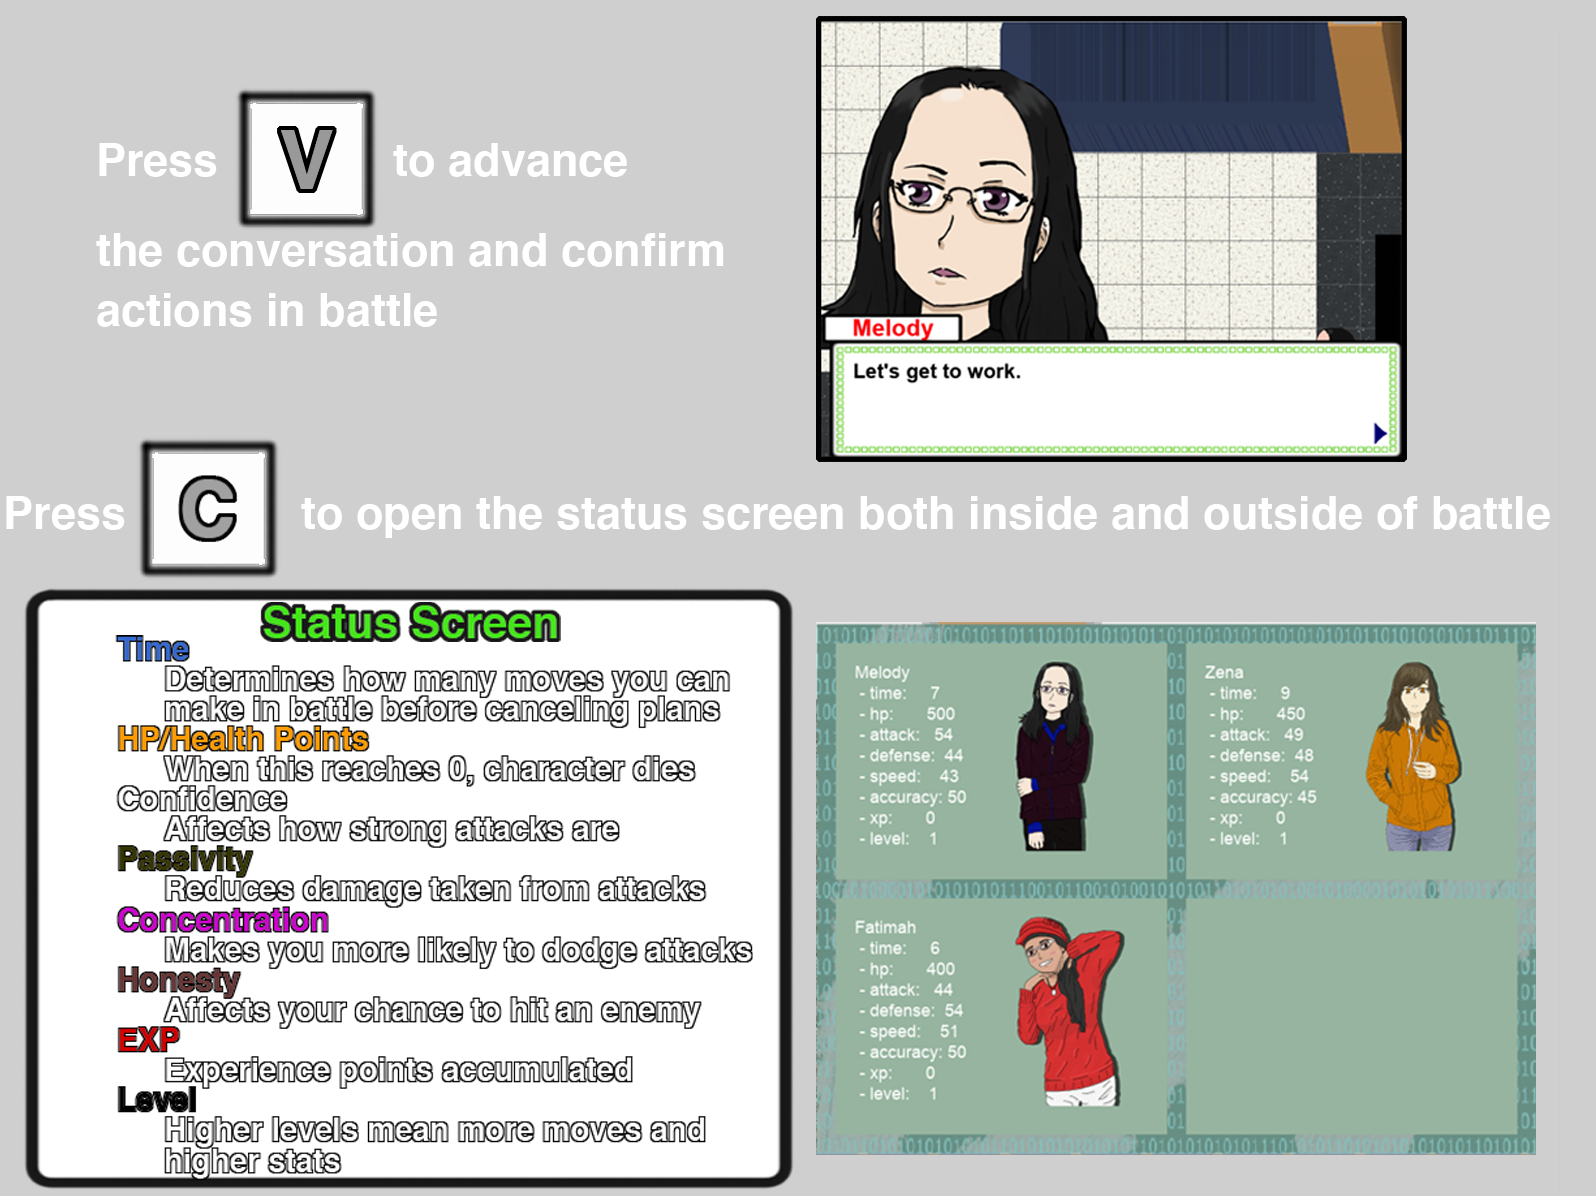 Press V to advance
the conversation and confirm
actions in battle
Melody
Let's get to work.
Press C to open the status screen both inside and outside of battle
Status Screen
Time
Determines how many moves you can
make in battle before canceling plans
HP/Health Points
When this reaches 0, character dies
Confidence
Affects how strong attacks are
Passivity
Reduces damage taken from attacks
Concentration
Makes you more likely to dodge attacks
Honesty
Affects your chance to hit an enemy
EXP
Experience points accumulated
Level
Higher levels mean more moves and
higher stats
Melody
- time: 7
- hp: 500
- attack: 54
- defense: 44
- speed: 43
- accuracy: 50
- xp: 0
- level: 1
Zena
- time: 9
- hp: 450
- attack: 49
- defense: 48
- speed: 54
- accuracy: 45
- xp: 0
- level: 1
Fatimah
- time: 6
- hp: 400
- attack: 44
- defense: 54
- speed: 51
- accuracy: 50
- xp: 0
- level: 1